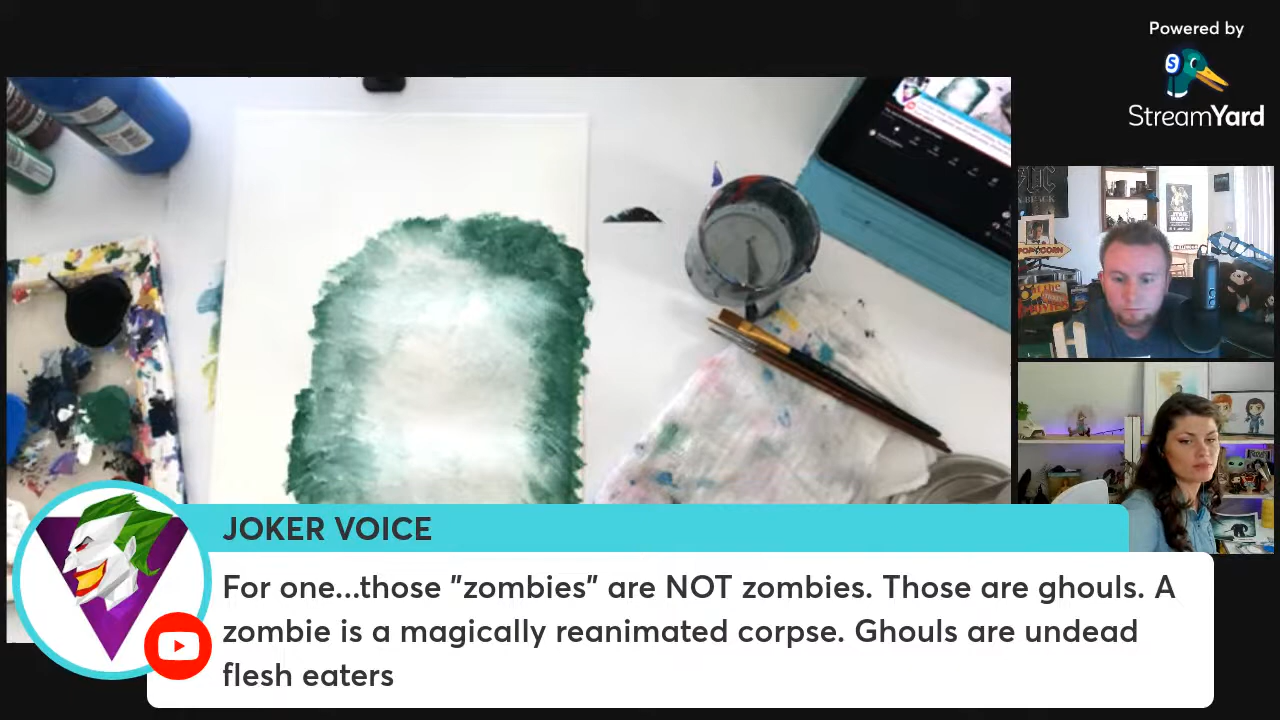 Powered by
StreamYard
POPCORN
JOKER VOICE
For one...those "zombies" are NOT zombies. Those are ghouls. A
zombie is a magically reanimated corpse. Ghouls are undead
flesh eaters